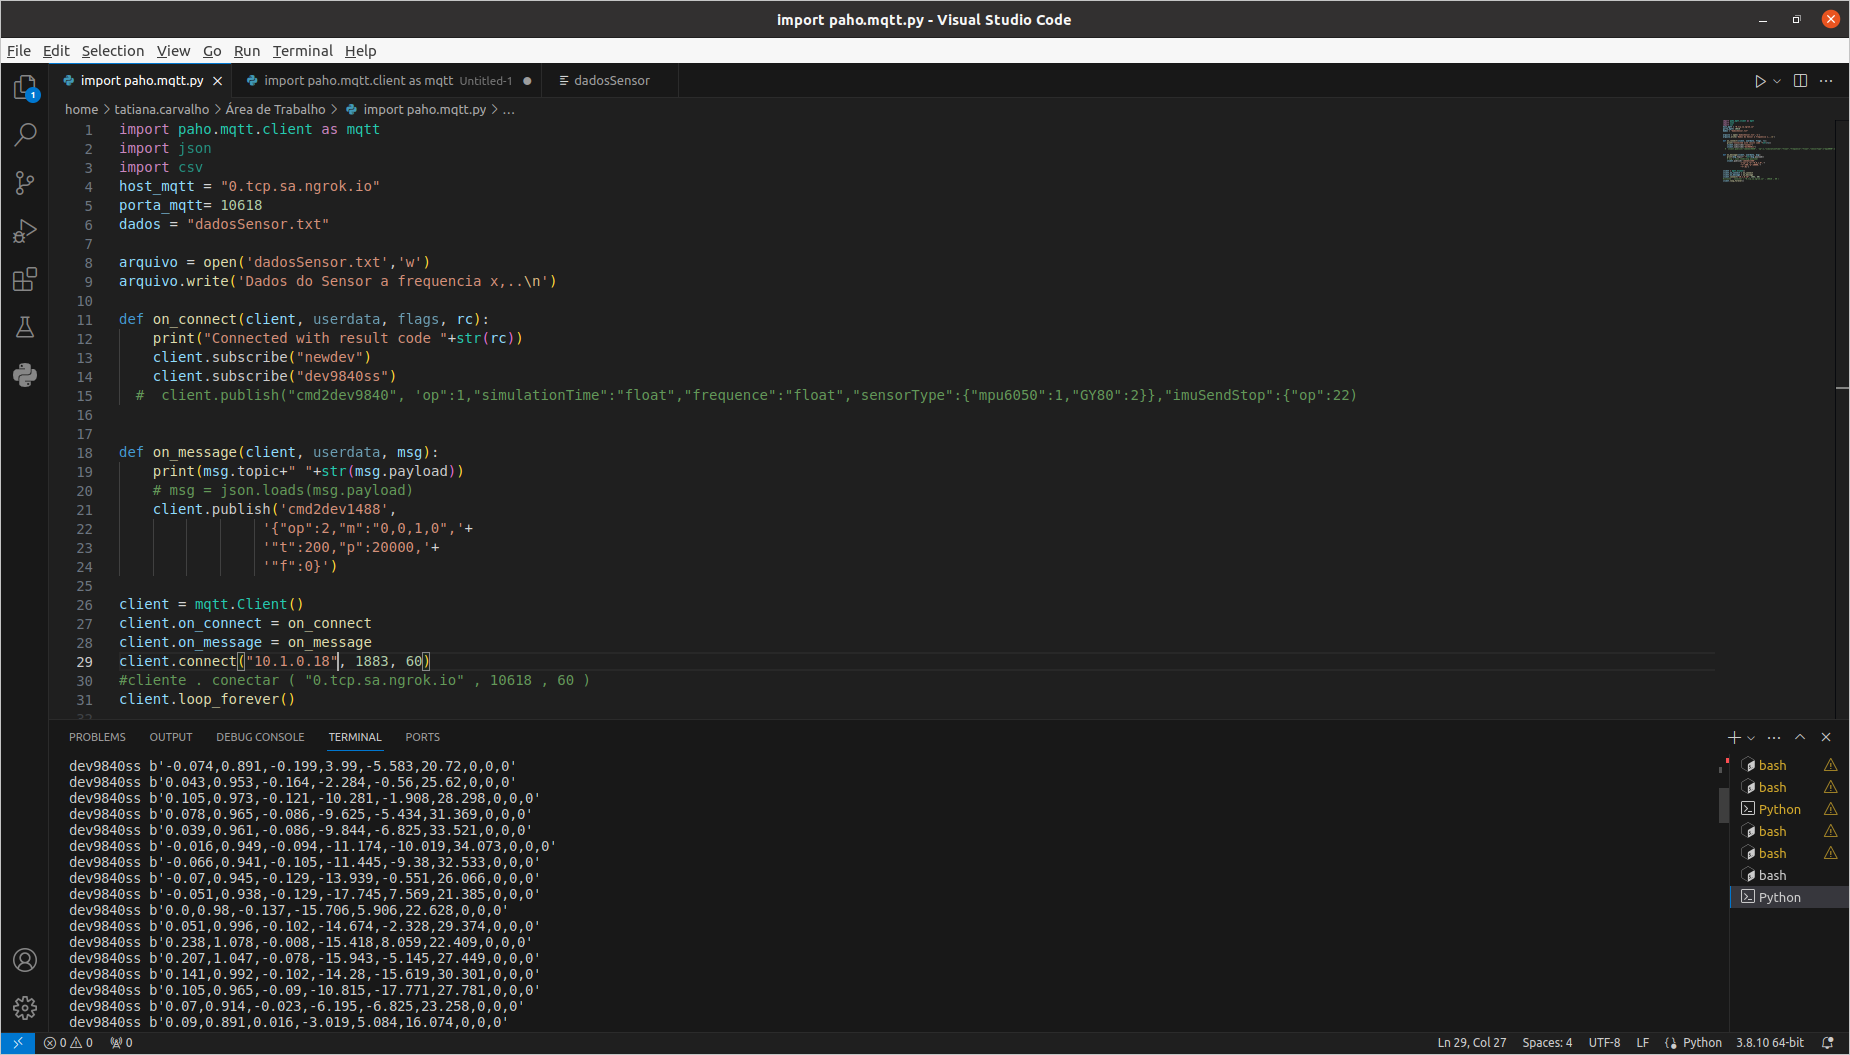 import paho.mqtt.py - Visual Studio Code
File Edit Selection View Go Run Terminal Help
import paho.mqtt.py import paho.mqtt.client as mqtt Untitled-1 dadosSensor
home > tatiana.carvalho > Área de Trabalho > import paho.mqtt.py > ...
1 import paho.mqtt.client as mqtt
2 import json
3 import csv
4 host_mqtt = "0.tcp.sa.ngrok.io"
5 porta_mqtt= 10618
6 dados = "dadosSensor.txt"
7
8 arquivo = open('dadosSensor.txt','w')
9 arquivo.write('Dados do Sensor a frequencia x,..\n')
10
11 def on_connect(client, userdata, flags, rc):
12 print("Connected with result code "+str(rc))
13 client.subscribe("newdev")
14 client.subscribe("dev9840ss")
15 # client.publish("cmd2dev9840", 'op":1,"simulationTime":"float","frequence":"float","sensorType":{"mpu6050":1,"GY80":2}},"imuSendStop":{"op":22)
16
17
18 def on_message(client, userdata, msg):
19 print(msg.topic+" "+str(msg.payload))
20 # msg = json.loads(msg.payload)
21 client.publish('cmd2dev1488',
22 '{"op":2,"m":"0,0,1,0",'+
23 '"t":200,"p":20000,'+
24 '"f":0}')
25
26 client = mqtt.Client()
27 client.on_connect = on_connect
28 client.on_message = on_message
29 client.connect("10.1.0.18", 1883, 60)
30 #cliente . conectar ( "0.tcp.sa.ngrok.io" , 10618 , 60 )
31 client.loop_forever()
32
PROBLEMS OUTPUT DEBUG CONSOLE TERMINAL PORTS
dev9840ss b'-0.074,0.891,-0.199,3.99,-5.583,20.72,0,0,0'
dev9840ss b'0.043,0.953,-0.164,-2.284,-0.56,25.62,0,0,0'
dev9840ss b'0.105,0.973,-0.121,-10.281,-1.908,28.298,0,0,0'
dev9840ss b'0.078,0.965,-0.086,-9.625,-5.434,31.369,0,0,0'
dev9840ss b'0.039,0.961,-0.086,-9.844,-6.825,33.521,0,0,0'
dev9840ss b'-0.016,0.949,-0.094,-11.174,-10.019,34.073,0,0,0'
dev9840ss b'-0.066,0.941,-0.105,-11.445,-9.38,32.533,0,0,0'
dev9840ss b'-0.07,0.945,-0.129,-13.939,-0.551,26.066,0,0,0'
dev9840ss b'-0.051,0.938,-0.129,-17.745,7.569,21.385,0,0,0'
dev9840ss b'0.0,0.98,-0.137,-15.706,5.906,22.628,0,0,0'
dev9840ss b'0.051,0.996,-0.102,-14.674,-2.328,29.374,0,0,0'
dev9840ss b'0.238,1.078,-0.008,-15.418,8.059,22.409,0,0,0'
dev9840ss b'0.207,1.047,-0.078,-15.943,-5.145,27.449,0,0,0'
dev9840ss b'0.141,0.992,-0.102,-14.28,-15.619,30.301,0,0,0'
dev9840ss b'0.105,0.965,-0.09,-10.815,-17.771,27.781,0,0,0'
dev9840ss b'0.07,0.914,-0.023,-6.195,-6.825,23.258,0,0,0'
dev9840ss b'0.09,0.891,0.016,-3.019,5.084,16.074,0,0,0'
bash
bash
Python
bash
bash
bash
Python
1
0 0 0 Ln 29, Col 27 Spaces: 4 UTF-8 LF Python 3.8.10 64-bit